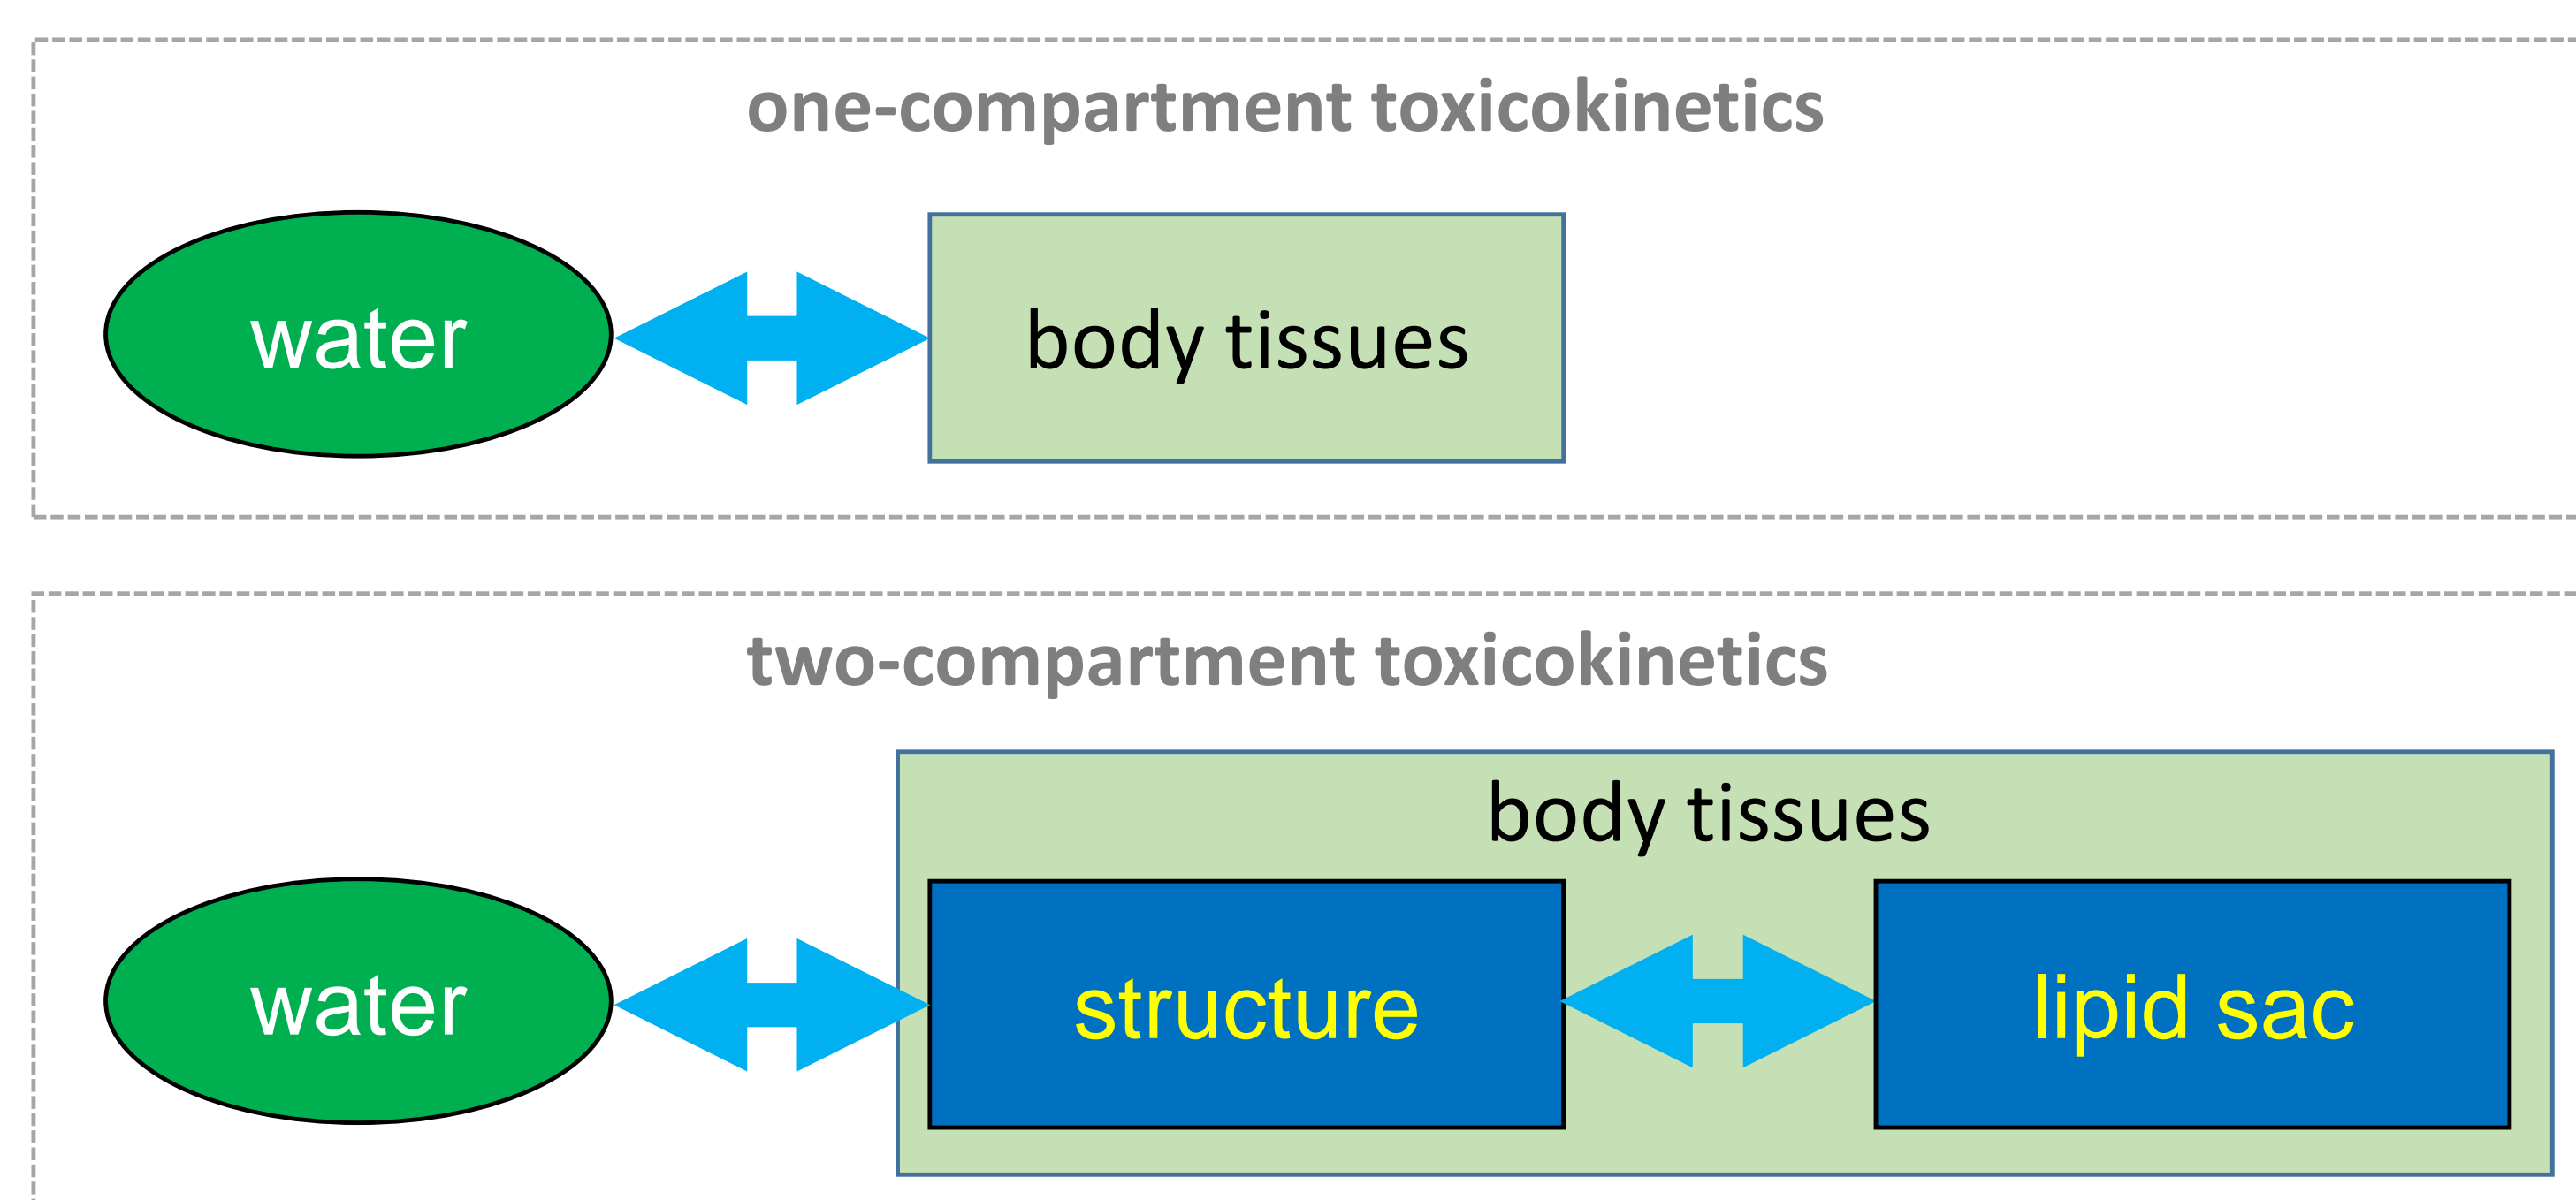 one-compartment toxicokinetics
water
body tissues
two-compartment toxicokinetics
body tissues
water
structure
lipid sac